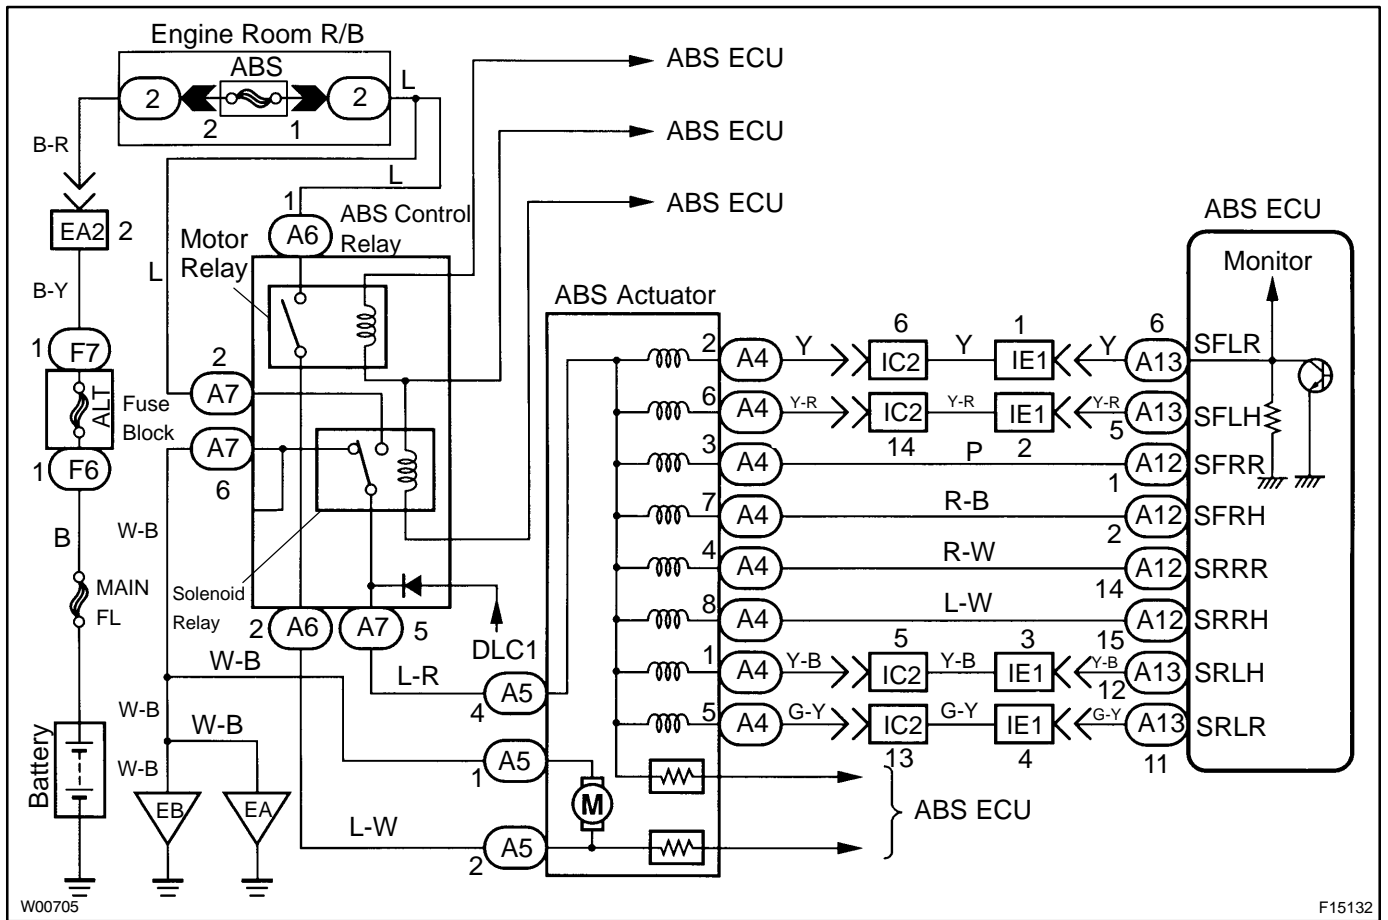 Engine Room R/B
ABS
2
2
2
1
L
ABS ECU
ABS ECU
ABS ECU
B-R
L
1
A6
ABS Control
Relay
Motor
Relay
EA2
2
L
B-Y
1
F7
ALT
Fuse
Block
1
F6
2
A7
A7
6
B
W-B
MAIN
FL
Solenoid
Relay
2
A6
A7
5
DLC1
W-B
L-R
4
A5
W-B
W-B
W-B
1
A5
Battery
EB
EA
L-W
2
A5
ABS Actuator
M
ABS ECU
ABS ECU
Monitor
2
A4
Y
6
IC2
Y
1
IE1
Y
6
A13
SFLR
6
A4
Y-R
IC2
14
Y-R
IE1
2
Y-R
5
A13
SFLH
3
A4
P
1
A12
SFRR
7
A4
R-B
2
A12
SFRH
4
A4
R-W
14
A12
SRRR
8
A4
L-W
15
A12
SRRH
1
A4
Y-B
5
IC2
Y-B
3
IE1
Y-B
12
A13
SRLH
5
A4
G-Y
IC2
13
G-Y
IE1
4
G-Y
A13
11
SRLR
W00705
F15132